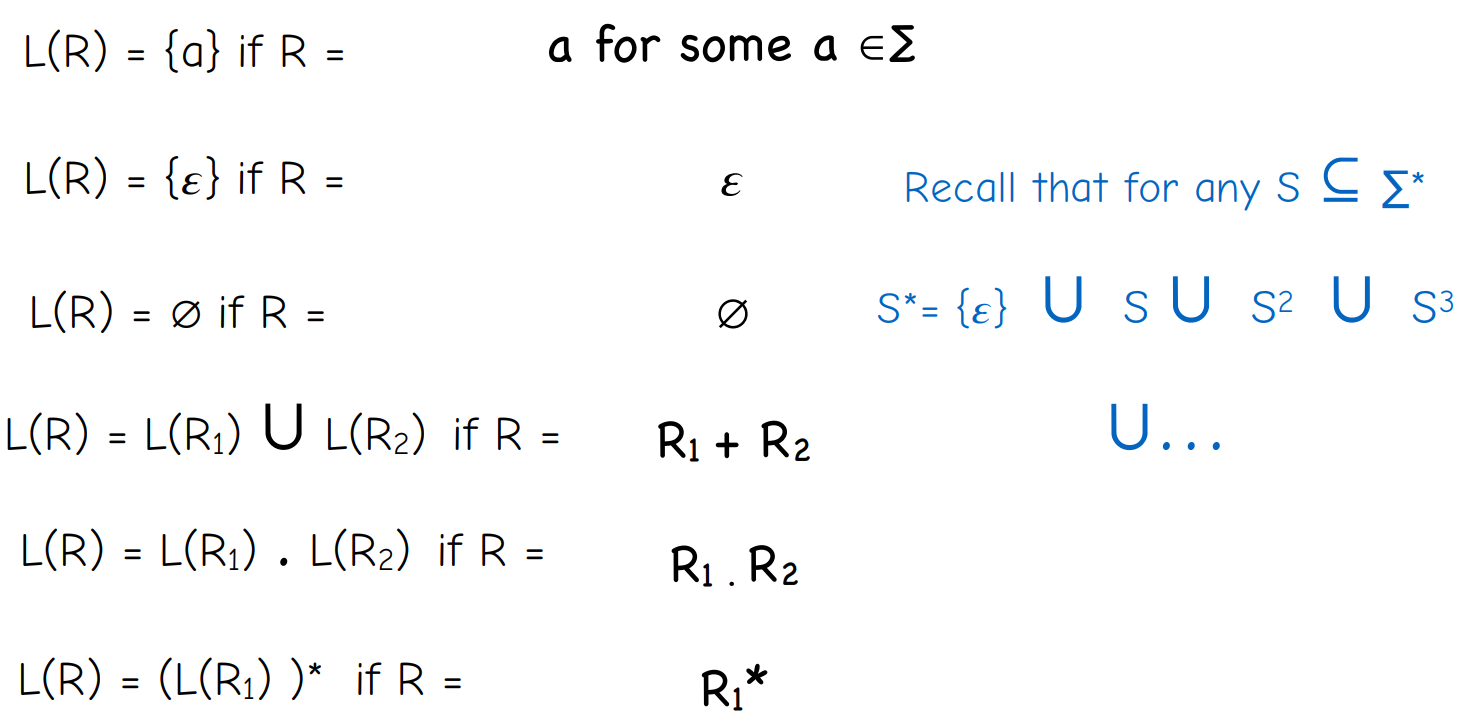 L(R) = {a} if R = a for some a ∈Σ
L(R) = {ε} if R = ε
Recall that for any S ⊆ Σ*
L(R) = ∅ if R = ∅
S*= {ε} ∪ S ∪ S² ∪ S³
L(R) = L(R₁) ∪ L(R₂) if R = R₁ + R₂
∪...
L(R) = L(R₁) . L(R₂) if R = R₁ . R₂
L(R) = (L(R₁) )* if R = R₁*